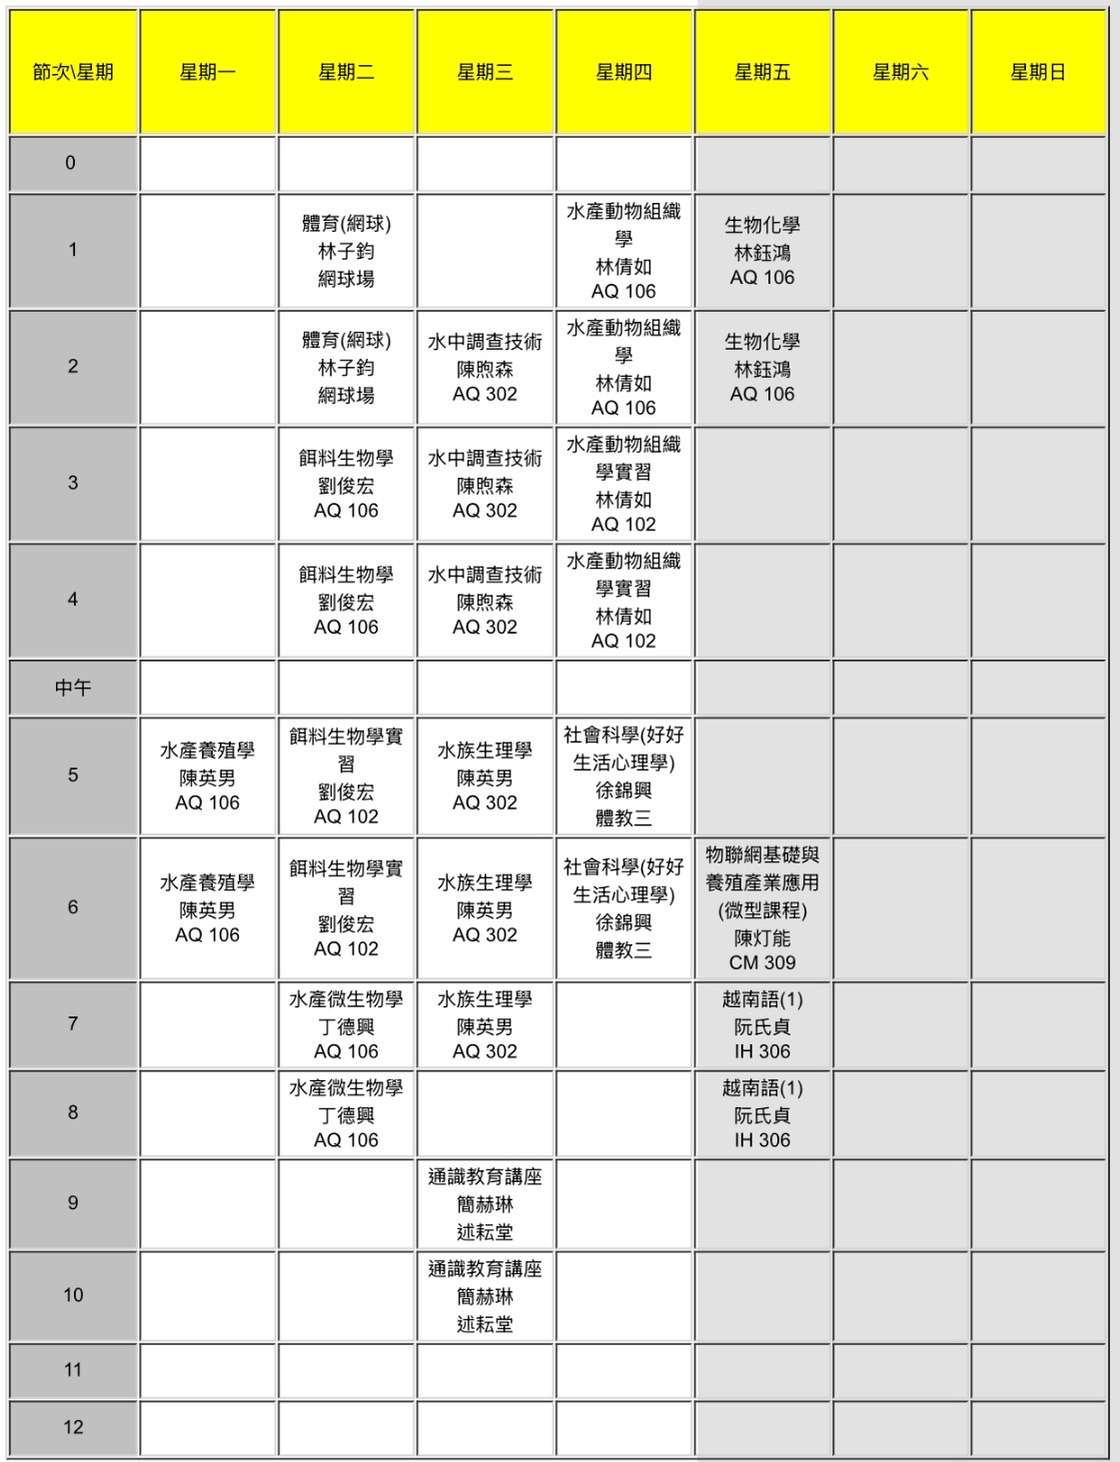 節次\星期 星期一 星期二 星期三 星期四 星期五 星期六 星期日
0
1
體育(網球)
林子鈞
網球場
水產動物組織
學
林倩如
AQ 106
生物化學
林鈺鴻
AQ 106
2
體育(網球)
林子鈞
網球場
水中調查技術
陳煦森
AQ 302
水產動物組織
學
林倩如
AQ 106
生物化學
林鈺鴻
AQ 106
3
餌料生物學
劉俊宏
AQ 106
水中調查技術
陳煦森
AQ 302
水產動物組織
學實習
林倩如
AQ 102
4
餌料生物學
劉俊宏
AQ 106
水中調查技術
陳煦森
AQ 302
水產動物組織
學實習
林倩如
AQ 102
中午
5
水產養殖學
陳英男
AQ 106
餌料生物學實
習
劉俊宏
AQ 102
水族生理學
陳英男
AQ 302
社會科學(好好
生活心理學)
徐錦興
體教三
6
水產養殖學
陳英男
AQ 106
餌料生物學實
習
劉俊宏
AQ 102
水族生理學
陳英男
AQ 302
社會科學(好好
生活心理學)
徐錦興
體教三
物聯網基礎與
養殖產業應用
(微型課程)
陳灯能
CM 309
7
水產微生物學
丁德興
AQ 106
水族生理學
陳英男
AQ 302
越南語(1)
阮氏貞
IH 306
8
水產微生物學
丁德興
AQ 106
越南語(1)
阮氏貞
IH 306
9
通識教育講座
簡赫琳
述耘堂
10
通識教育講座
簡赫琳
述耘堂
11
12